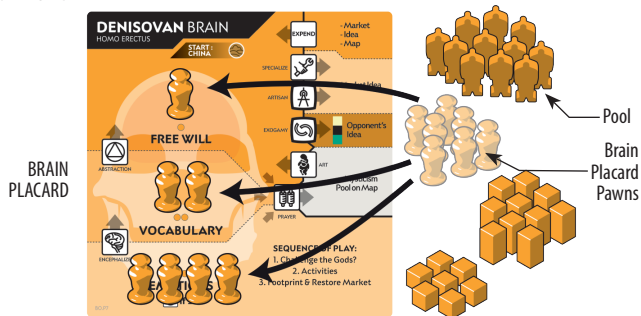 DENISOVAN BRAIN
HOMO ERECTUS
START:
CHINA
EXPEND
- Market
- Idea
- Map
SPECIALIZE
Idea
ARTISAN
EXOGAMY
Opponent's
Idea
FREE WILL
ABSTRACTION
ART
Pool on Map
PRAYER
VOCABULARY
ENCEPHALIZE
SEQUENCE OF PLAY:
1. Challenge the Gods?
2. Activities
3. Footprint & Restore Market
BRAIN
PLACARD
Pool
Brain
Placard
Pawns